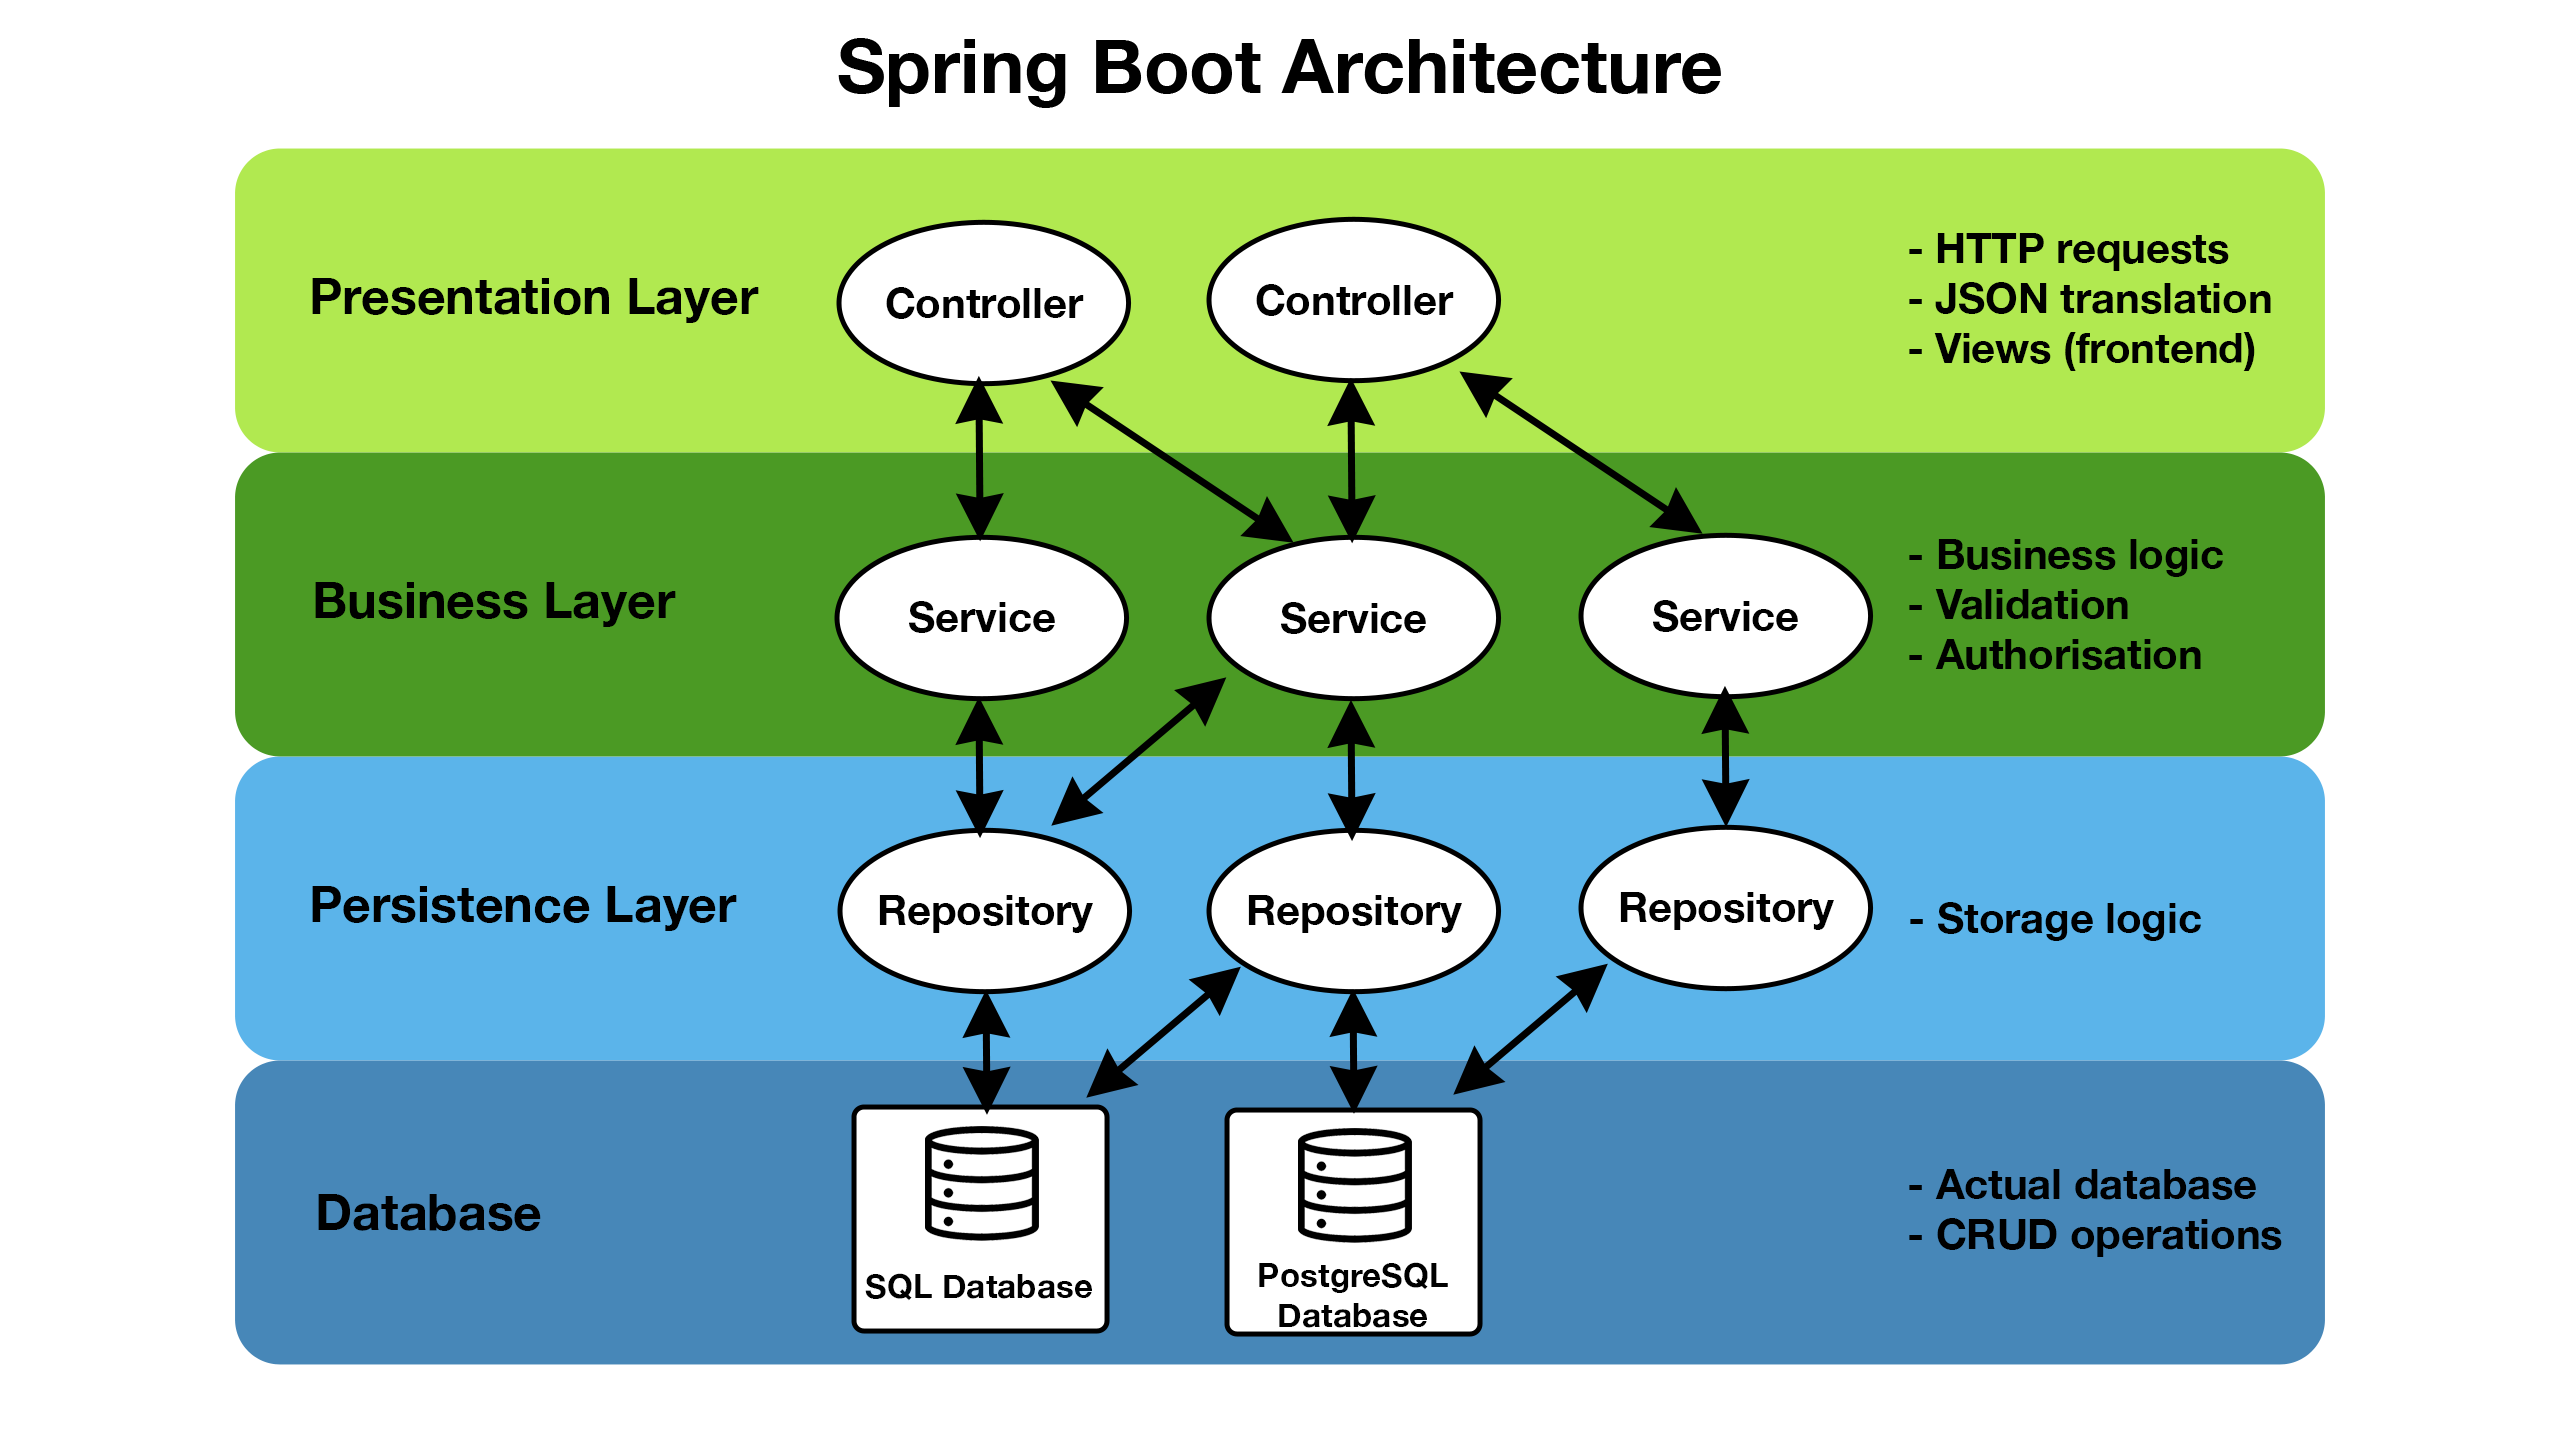 Spring Boot Architecture
Presentation Layer
Controller
Controller
- HTTP requests
- JSON translation
- Views (frontend)
Business Layer
Service
Service
Service
- Business logic
- Validation
- Authorisation
Persistence Layer
Repository
Repository
Repository
- Storage logic
Database
SQL Database
PostgreSQL
Database
- Actual database
- CRUD operations